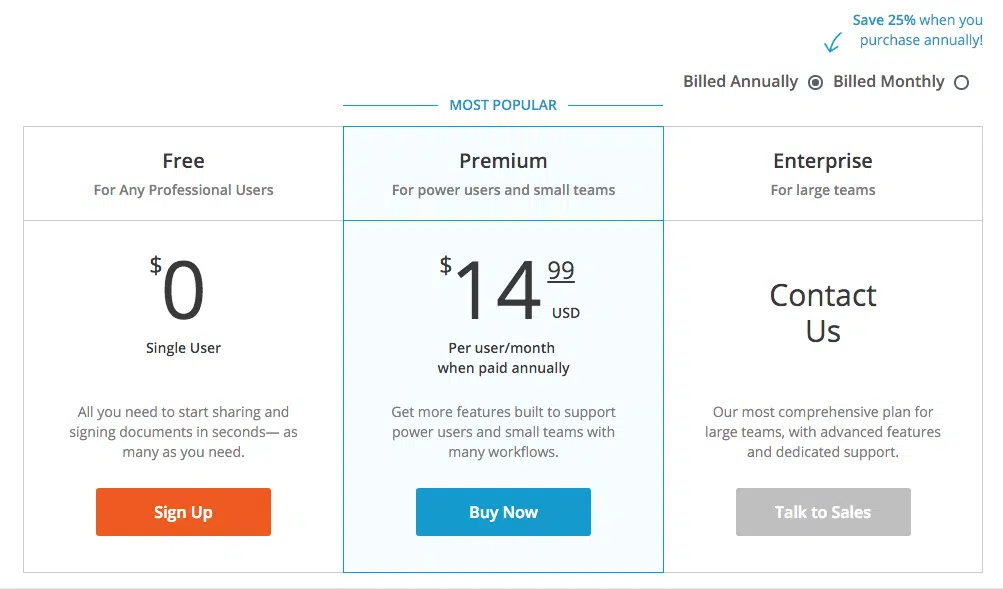 Save 25% when you
purchase annually!
Billed Annually Billed Monthly
MOST POPULAR
Free
For Any Professional Users
Premium
For power users and small teams
Enterprise
For large teams
$0
Single User
$14 99
USD
Per user/month
when paid annually
Contact
Us
All you need to start sharing and
signing documents in seconds— as
many as you need.
Get more features built to support
power users and small teams with
many workflows.
Our most comprehensive plan for
large teams, with advanced features
and dedicated support.
Sign Up
Buy Now
Talk to Sales